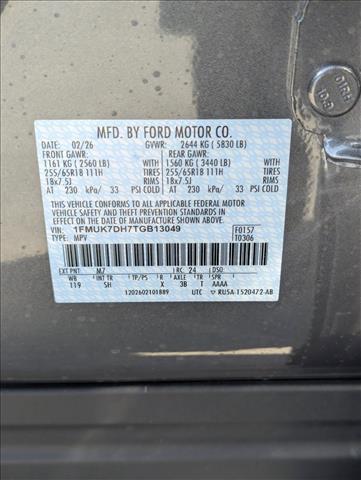 MFD. BY FORD MOTOR CO.
DATE: 02/26 GVWR: 2644 KG ( 5830 LB)
FRONT GAWR: REAR GAWR:
1161 KG ( 2560 LB) WITH 1560 KG ( 3440 LB) WITH
255/65R18 111H TIRES 255/65R18 111H TIRES
18x7.5J RIMS 18x7.5J RIMS
AT 230 kPa/ 33 PSI COLD AT 230 kPa/ 33 PSI COLD
THIS VEHICLE CONFORMS TO ALL APPLICABLE FEDERAL MOTOR
VEHICLE SAFETY AND THEFT PREVENTION STANDARDS IN EFFECT ON THE
DATE OF MANUFACTURE SHOWN ABOVE.
VIN: 1FMUK7DH7TGB13049 F0157
TYPE: MPV T0306
EXT PNT: M7 RC: 24 DSO:
WB INT TR TP/PS R AXLE TR SPR
119 SH X 3B T AAAA
1202602101889 UTC ▼ RU5A-1520472-AB